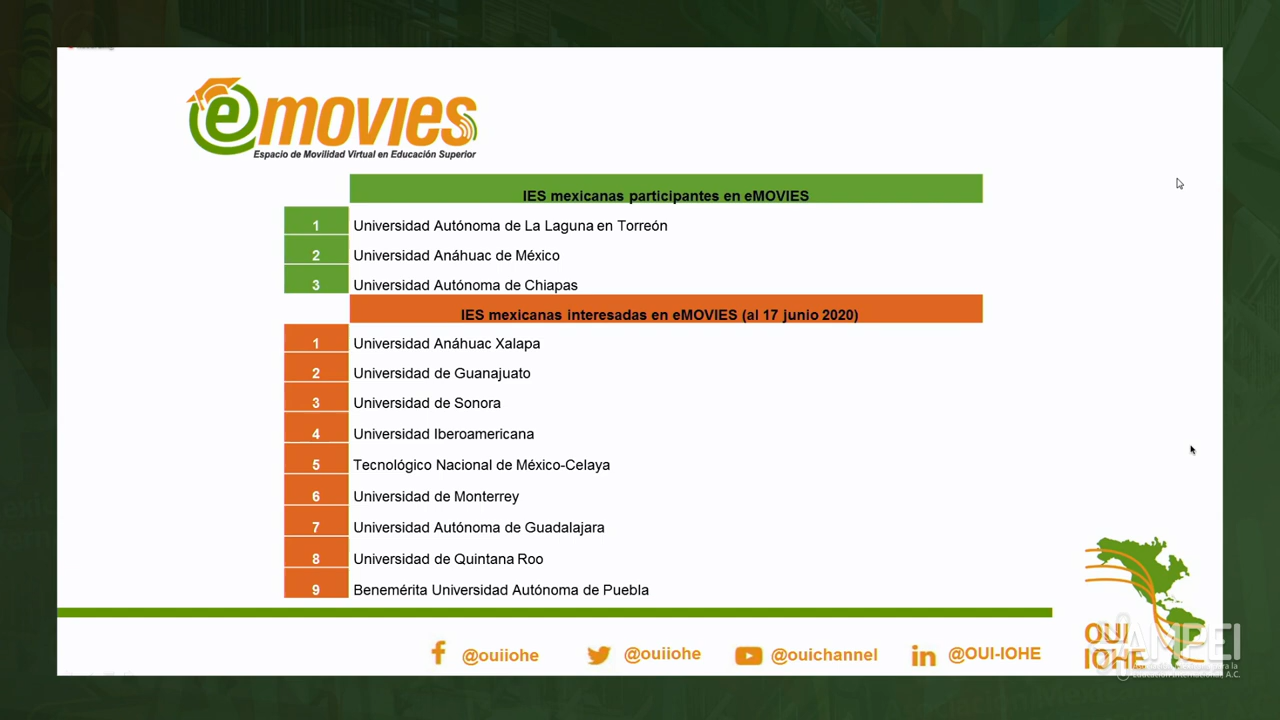 emovies
Espacio de Movilidad Virtual en Educación Superior
IES mexicanas participantes en eMOVIES
1 Universidad Autónoma de La Laguna en Torreón
2 Universidad Anáhuac de México
3 Universidad Autónoma de Chiapas
IES mexicanas interesadas en eMOVIES (al 17 junio 2020)
1 Universidad Anáhuac Xalapa
2 Universidad de Guanajuato
3 Universidad de Sonora
4 Universidad Iberoamericana
5 Tecnológico Nacional de México-Celaya
6 Universidad de Monterrey
7 Universidad Autónoma de Guadalajara
8 Universidad de Quintana Roo
9 Benemérita Universidad Autónoma de Puebla
@ouiiohe @ouiiohe @ouichannel @OUI-IOHE
OUI
IOHE
AMPEI
para la
Educación Internacional, A.C.